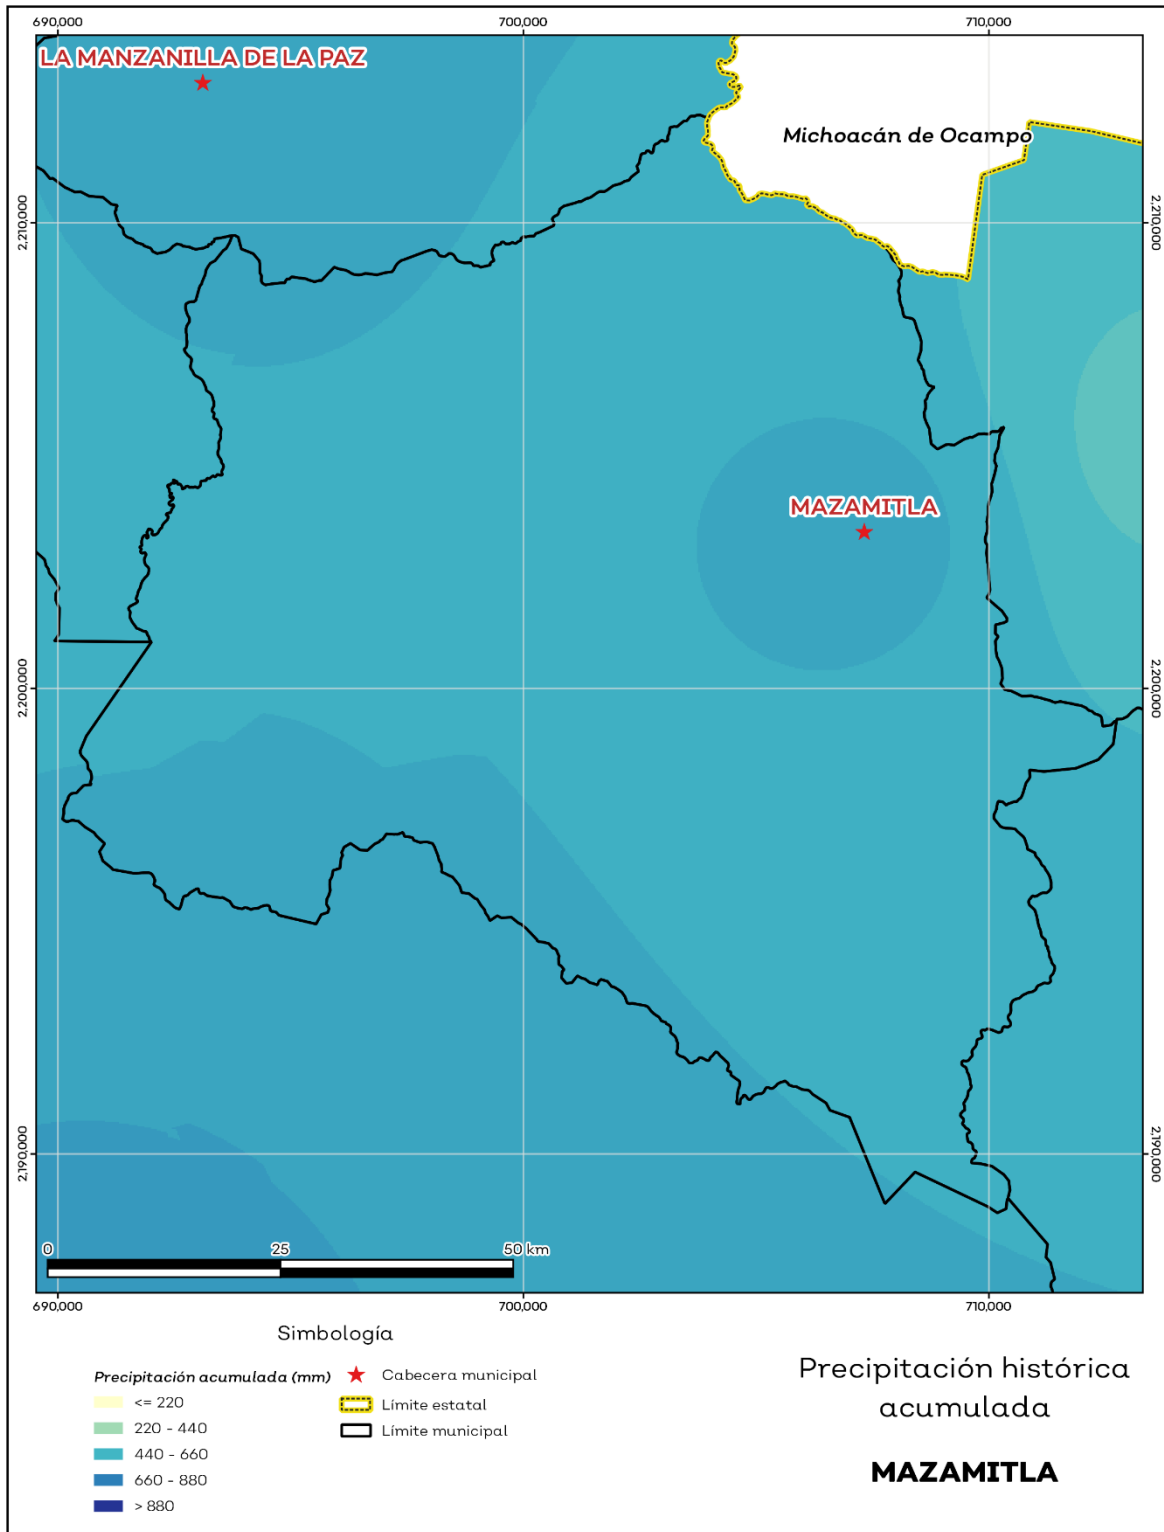 690,000
700,000
710,000
LA MANZANILLA DE LA PAZ
Michoacán de Ocampo
2,210,000
2,210,000
MAZAMITLA
2,200,000
2,200,000
2,190,000
2,190,000
0
25
50 km
690,000
700,000
710,000
Simbología
Precipitación acumulada (mm)
<= 220
220 - 440
440 - 660
660 - 880
> 880
Cabecera municipal
Límite estatal
Límite municipal
Precipitación histórica
acumulada
MAZAMITLA